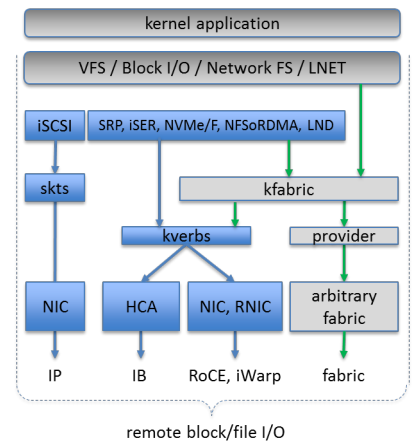 kernel application
VFS / Block I/O / Network FS / LNET
iSCSI
SRP, iSER, NVMe/F, NFSoRDMA, LND
skts
kfabric
kverbs
provider
NIC
HCA
NIC, RNIC
arbitrary
fabric
IP
IB
RoCE, iWarp
fabric
remote block/file I/O